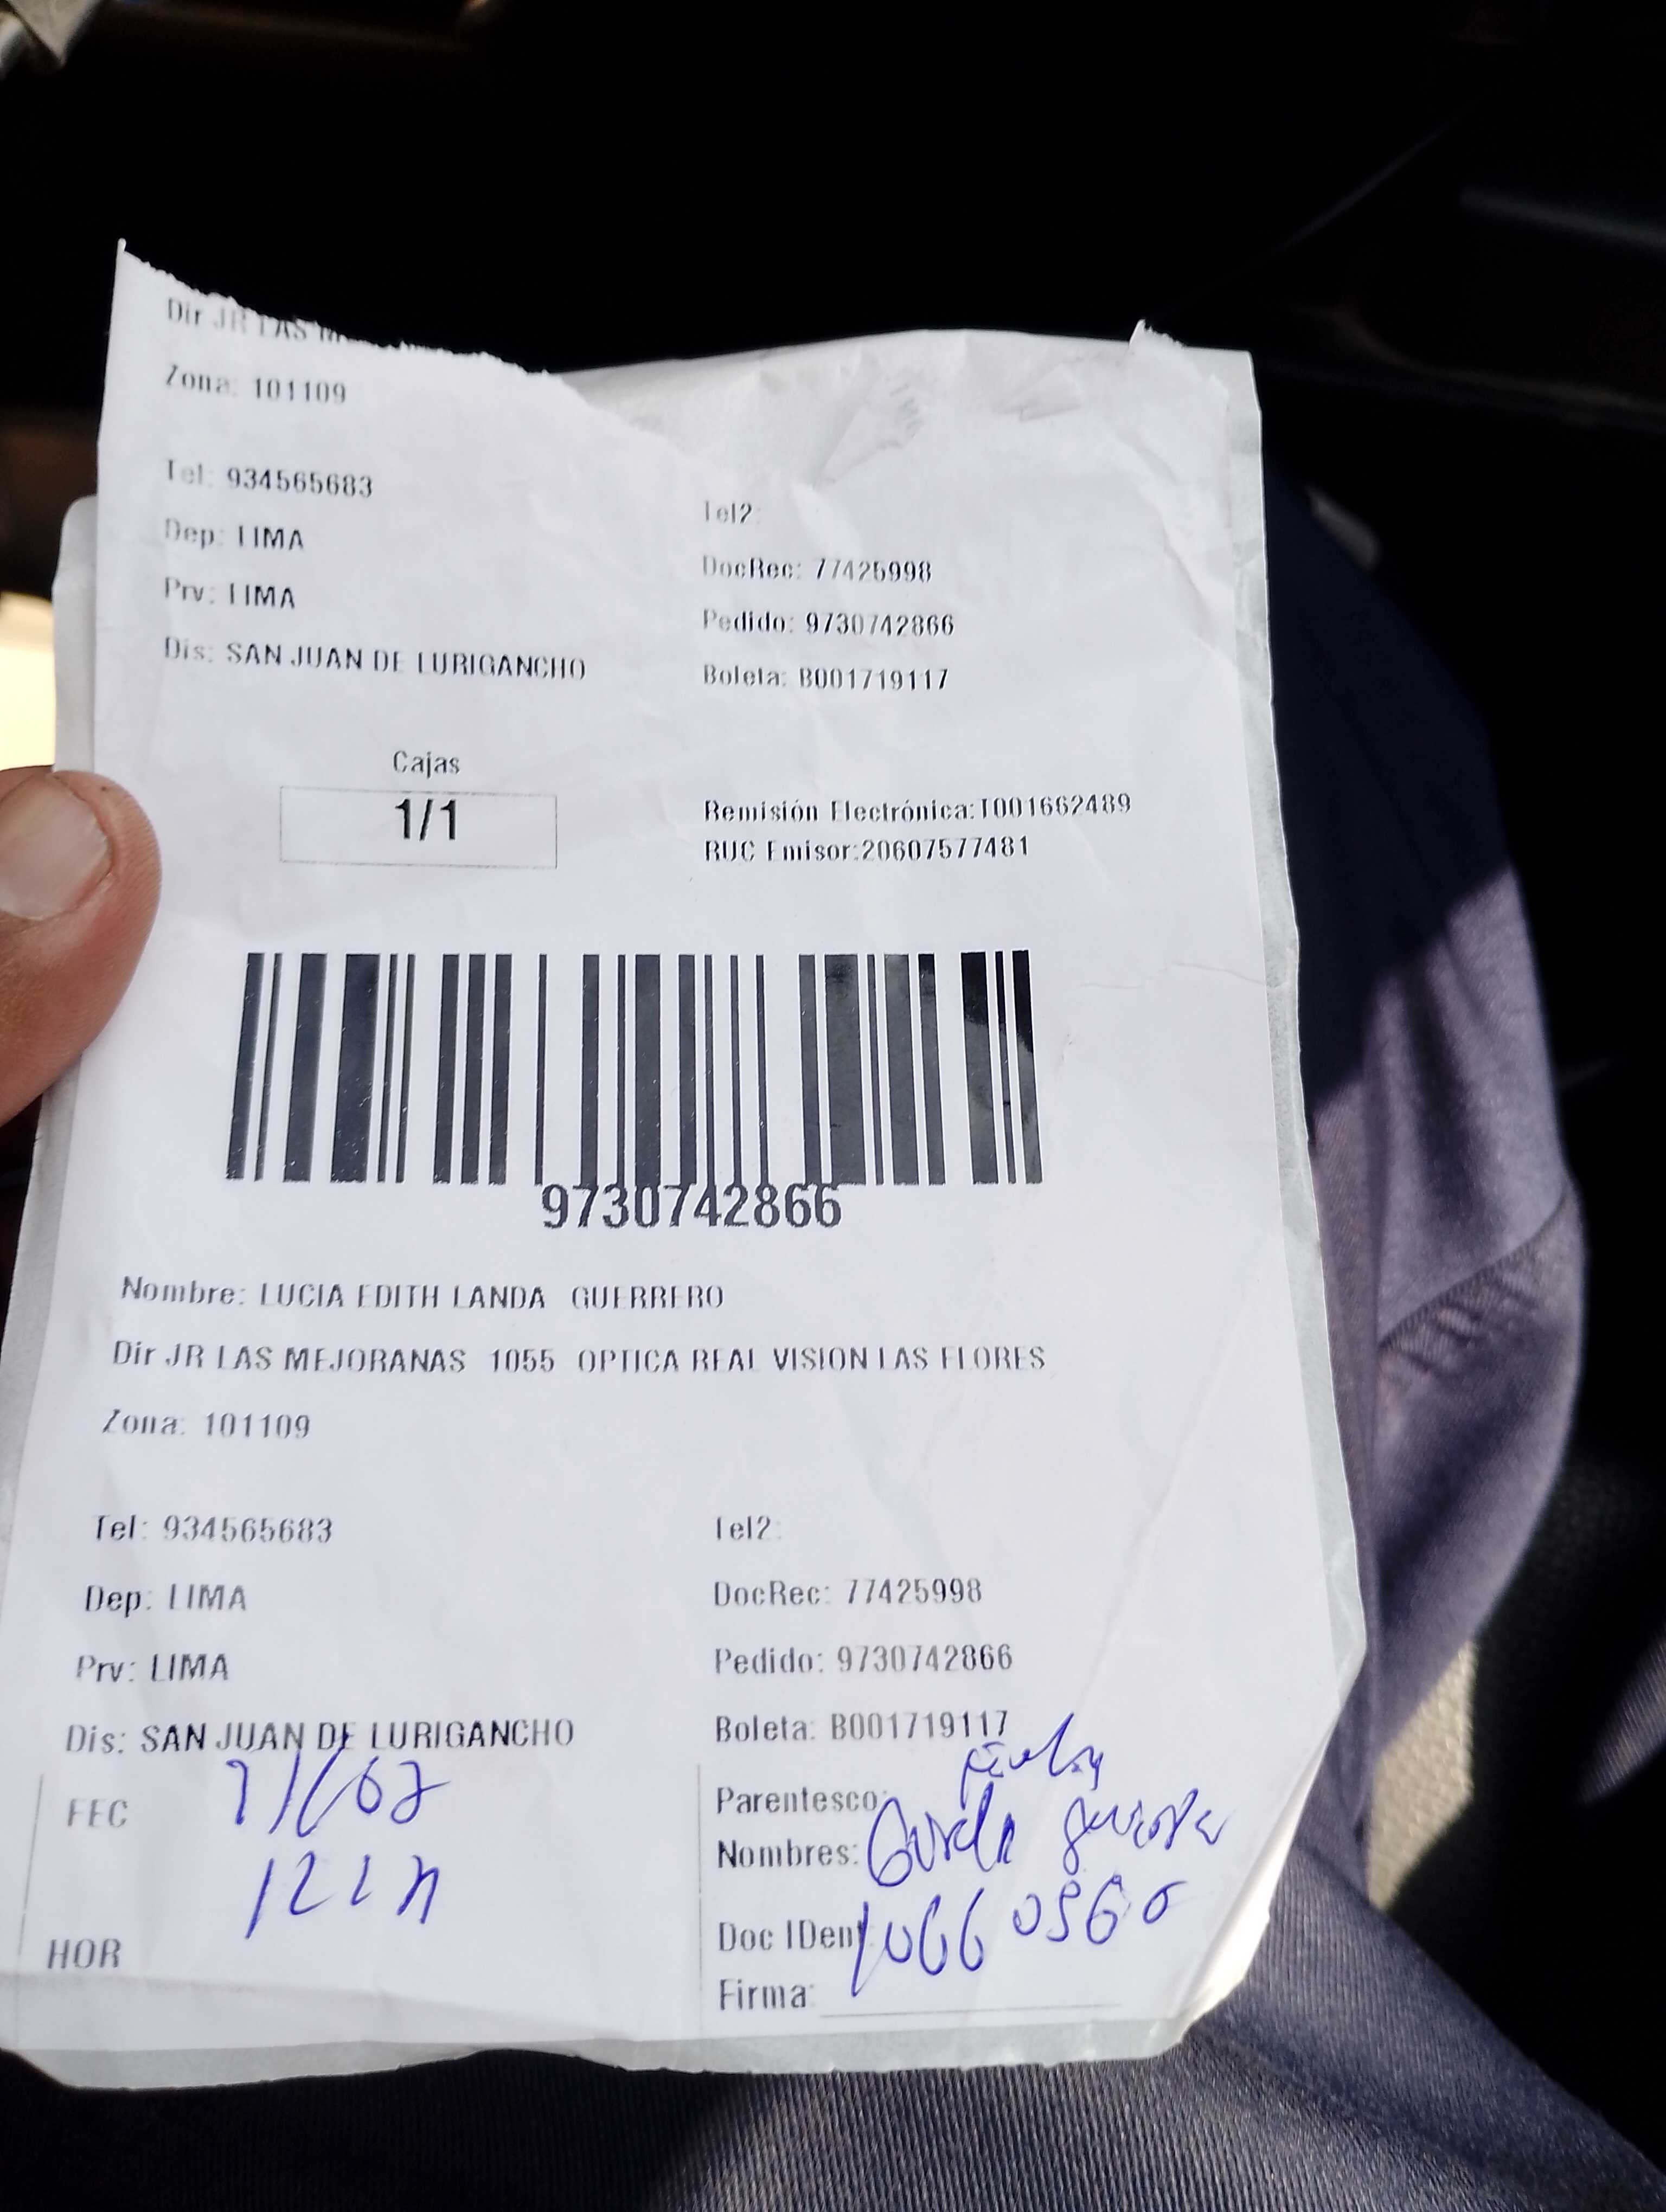 Dir JR LAS
Zona: 101109
Tel: 934565683
Tel2:
Dep: LIMA
DocRec: 77425998
Prv: LIMA
Pedido: 9730742866
Dis: SAN JUAN DE LURIGANCHO
Boleta: B001719117
Cajas
1/1
Remisión Electrónica:T001662489
RUC Emisor:20607577481
9730742866
Nombre: LUCIA EDITH LANDA GUERRERO
Dir JR LAS MEJORANAS 1055 OPTICA REAL VISION LAS FLORES
Zona: 101109
Tel: 934565683
Tel2:
Dep: LIMA
DocRec: 77425998
Prv: LIMA
Pedido: 9730742866
Dis: SAN JUAN DE LURIGANCHO
Boleta: B001719117
FEC
Parentesco:
Nombres:
HOR
Doc IDent:
Firma: